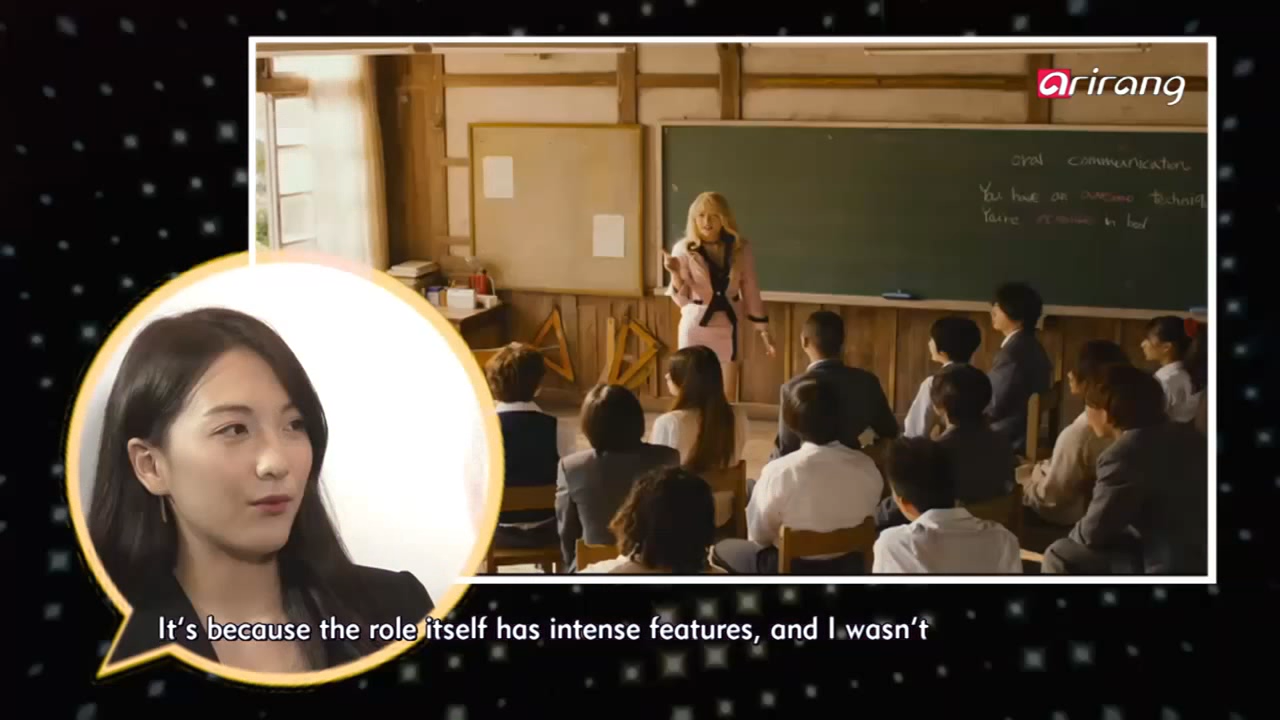 arirang
oral communication
You have an awesome techniq
You're in bed
It's because the role itself has intense features, and I wasn't